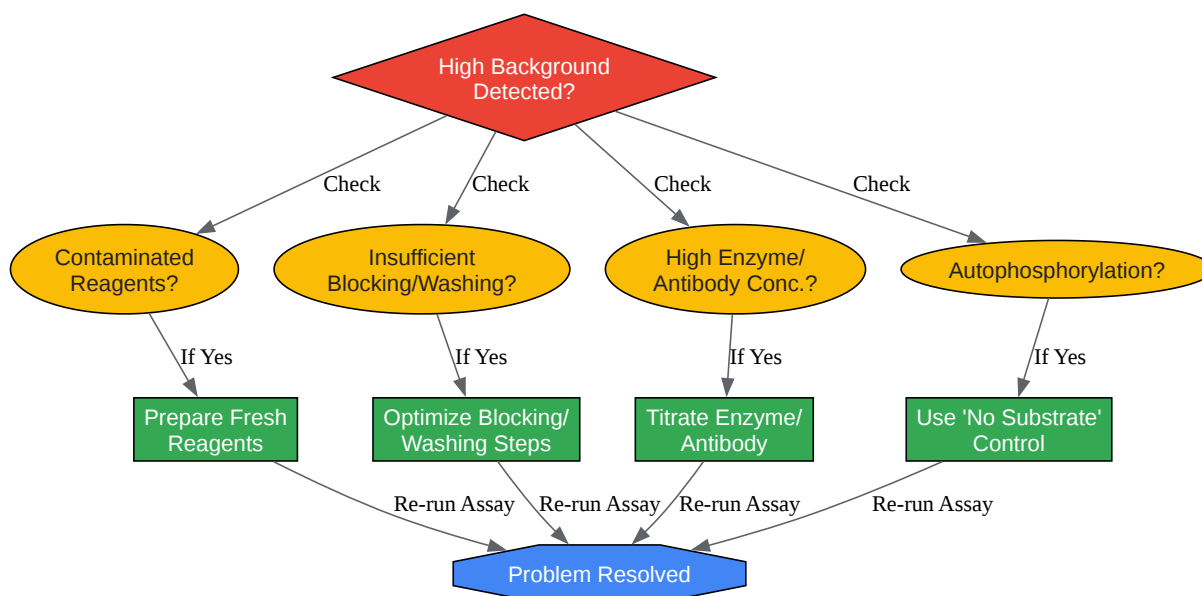 High Background
Detected?
Check
Check
Check
Check
Contaminated
Reagents?
Insufficient
Blocking/Washing?
High Enzyme/
Antibody Conc.?
Autophosphorylation?
If Yes
If Yes
If Yes
If Yes
Prepare Fresh
Reagents
Optimize Blocking/
Washing Steps
Titrate Enzyme/
Antibody
Use 'No Substrate'
Control
Re-run Assay
Re-run Assay
Re-run Assay
Re-run Assay
Problem Resolved